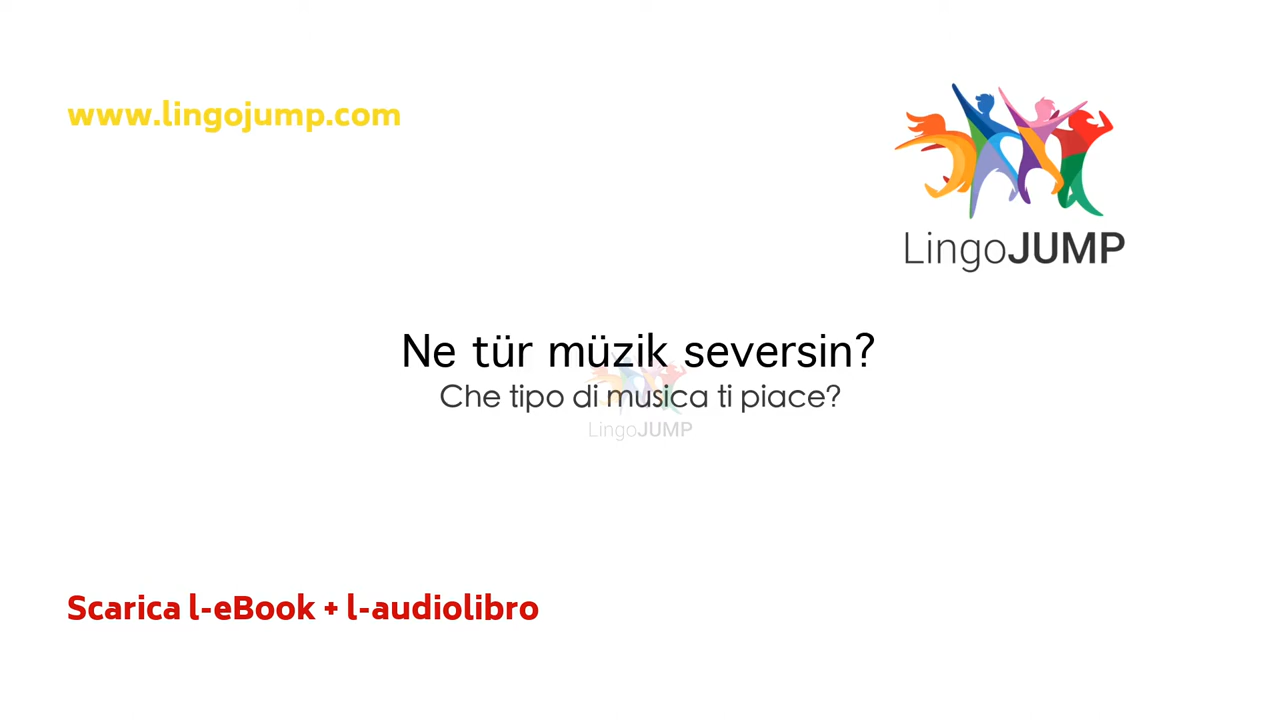 www.lingojump.com
LingoJUMP
Ne tür müzik seversin?
Che tipo di musica ti piace?
LingoJUMP
Scarica l-eBook + l-audiolibro